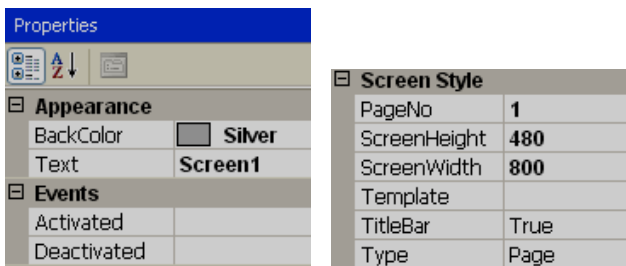 Properties
A
Z
Appearance
BackColor Silver
Text Screen1
Events
Activated
Deactivated
Screen Style
PageNo 1
ScreenHeight 480
ScreenWidth 800
Template
TitleBar True
Type Page